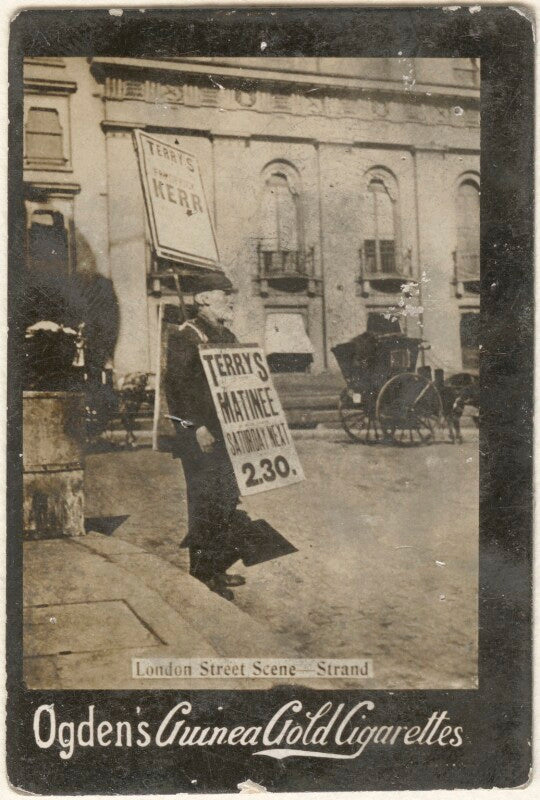 TERRY'S
KERR
TERRY'S
MATINEE
SATURDAY NEXT
2.30.
London Street Scene—Strand
Ogden's Guinea Gold Cigarettes